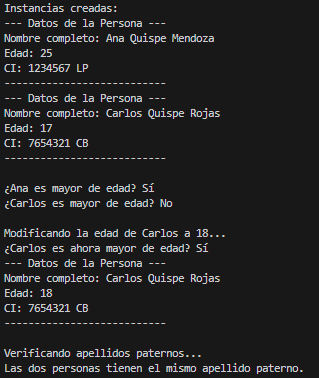 Instancias creadas:
--- Datos de la Persona ---
Nombre completo: Ana Quispe Mendoza
Edad: 25
CI: 1234567 LP
---------------------------
--- Datos de la Persona ---
Nombre completo: Carlos Quispe Rojas
Edad: 17
CI: 7654321 CB
---------------------------
¿Ana es mayor de edad? Sí
¿Carlos es mayor de edad? No
Modificando la edad de Carlos a 18...
¿Carlos es ahora mayor de edad? Sí
--- Datos de la Persona ---
Nombre completo: Carlos Quispe Rojas
Edad: 18
CI: 7654321 CB
---------------------------
Verificando apellidos paternos...
Las dos personas tienen el mismo apellido paterno.